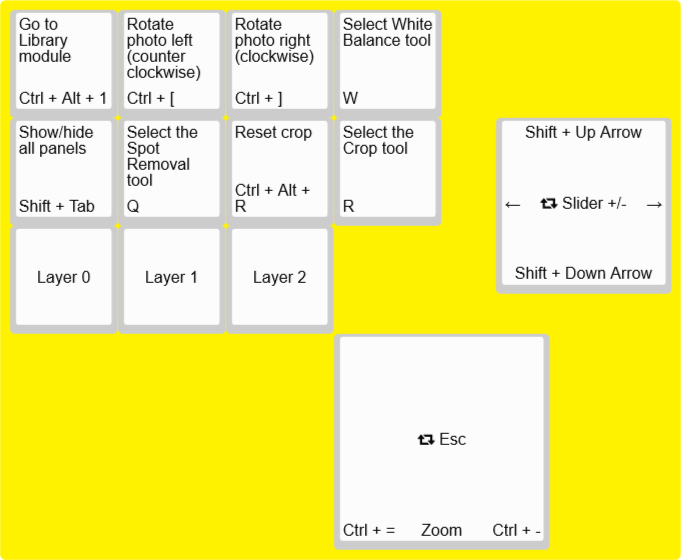 Go to
Library
module
Ctrl + Alt + 1
Rotate
photo left
(counter
clockwise)
Ctrl + [
Rotate
photo right
(clockwise)
Ctrl + ]
Select White
Balance tool
W
Show/hide
all panels
Shift + Tab
Select the
Spot
Removal
tool
Q
Reset crop
Ctrl + Alt +
R
Select the
Crop tool
R
Shift + Up Arrow
← Slider +/- →
Shift + Down Arrow
Layer 0
Layer 1
Layer 2
Esc
Ctrl + = Zoom Ctrl + -